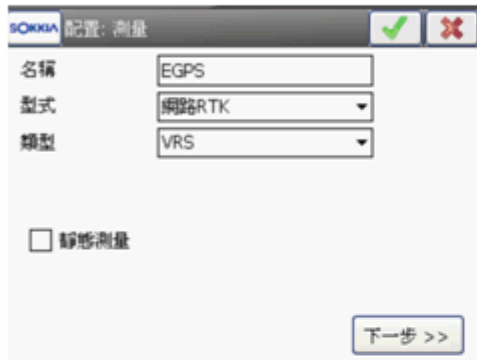 SOKKIA 配置: 測量
名稱 EGPS
型式 網路RTK
類型 VRS
靜態測量
下一步 >>